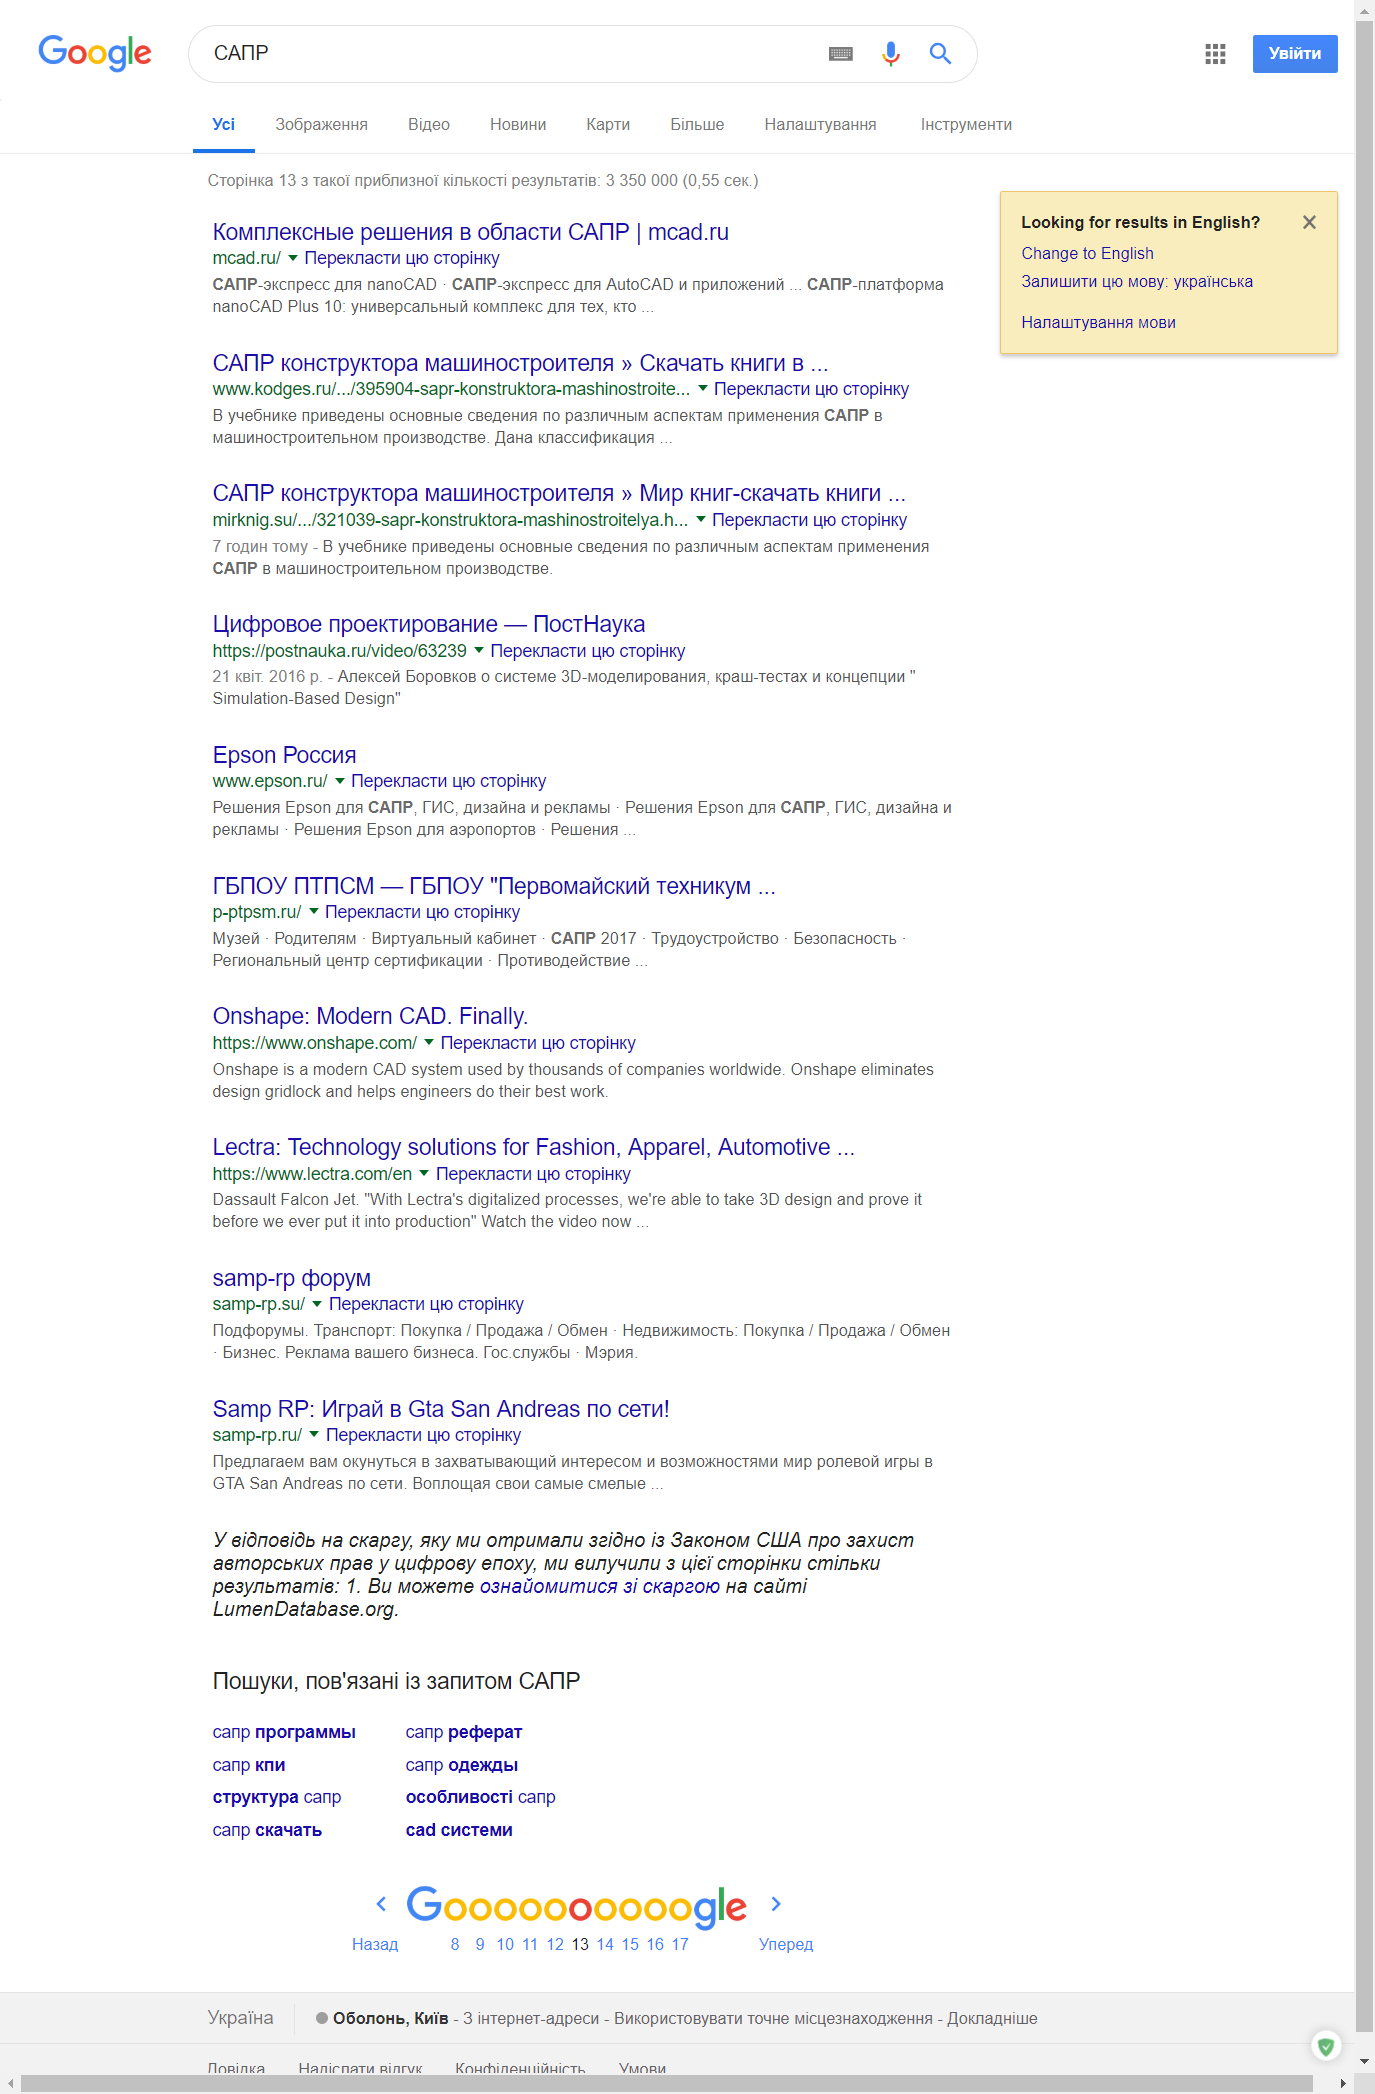 Google
САПР
Увійти
Усі Зображення Відео Новини Карти Більше Налаштування Інструменти
Сторінка 13 з такої приблизної кількості результатів: 3 350 000 (0,55 сек.)
Looking for results in English?
Change to English
Залишити цю мову: українська
Налаштування мови
Комплексные решения в области САПР | mcad.ru
mcad.ru/ Перекласти цю сторінку
САПР-экспресс для nanoCAD · САПР-экспресс для AutoCAD и приложений ... САПР-платформа
nanoCAD Plus 10: универсальный комплекс для тех, кто ...
САПР конструктора машиностроителя » Скачать книги в ...
www.kodges.ru/.../395904-sapr-konstruktora-mashinostroite... Перекласти цю сторінку
В учебнике приведены основные сведения по различным аспектам применения САПР в
машиностроительном производстве. Дана классификация ...
САПР конструктора машиностроителя » Мир книг-скачать книги ...
mirknig.su/.../321039-sapr-konstruktora-mashinostroitelya.h... Перекласти цю сторінку
7 годин тому - В учебнике приведены основные сведения по различным аспектам применения
САПР в машиностроительном производстве.
Цифровое проектирование — ПостНаука
https://postnauka.ru/video/63239 Перекласти цю сторінку
21 квіт. 2016 р. - Алексей Боровков о системе 3D-моделирования, краш-тестах и концепции "
Simulation-Based Design"
Epson Россия
www.epson.ru/ Перекласти цю сторінку
Решения Epson для САПР, ГИС, дизайна и рекламы · Решения Epson для САПР, ГИС, дизайна и
рекламы · Решения Epson для аэропортов · Решения ...
ГБПОУ ПТПСМ — ГБПОУ "Первомайский техникум ...
p-ptpsm.ru/ Перекласти цю сторінку
Музей · Родителям · Виртуальный кабинет · САПР 2017 · Трудоустройство · Безопасность ·
Региональный центр сертификации · Противодействие ...
Onshape: Modern CAD. Finally.
https://www.onshape.com/ Перекласти цю сторінку
Onshape is a modern CAD system used by thousands of companies worldwide. Onshape eliminates
design gridlock and helps engineers do their best work.
Lectra: Technology solutions for Fashion, Apparel, Automotive ...
https://www.lectra.com/en Перекласти цю сторінку
Dassault Falcon Jet. "With Lectra's digitalized processes, we're able to take 3D design and prove it
before we ever put it into production" Watch the video now ...
samp-rp форум
samp-rp.su/ Перекласти цю сторінку
Подфорумы. Транспорт: Покупка / Продажа / Обмен · Недвижимость: Покупка / Продажа / Обмен
· Бизнес. Реклама вашего бизнеса. Гос.службы · Мэрия.
Samp RP: Играй в Gta San Andreas по сети!
samp-rp.ru/ Перекласти цю сторінку
Предлагаем вам окунуться в захватывающий интересом и возможностями мир ролевой игры в
GTA San Andreas по сети. Воплощая свои самые смелые ...
У відповідь на скаргу, яку ми отримали згідно із Законом США про захист
авторських прав у цифрову епоху, ми вилучили з цієї сторінки стільки
результатів: 1. Ви можете ознайомитися зі скаргою на сайті
LumenDatabase.org.
Пошуки, пов'язані із запитом САПР
сапр программы сапр реферат
сапр кпи сапр одежды
структура сапр особливості сапр
сапр скачать cad системи
Goooooooooogle
Назад 8 9 10 11 12 13 14 15 16 17 Уперед
Україна Оболонь, Київ - З інтернет-адреси - Використовувати точне місцезнаходження - Докладніше
Довідка Надіслати відгук Конфіденційність Умови